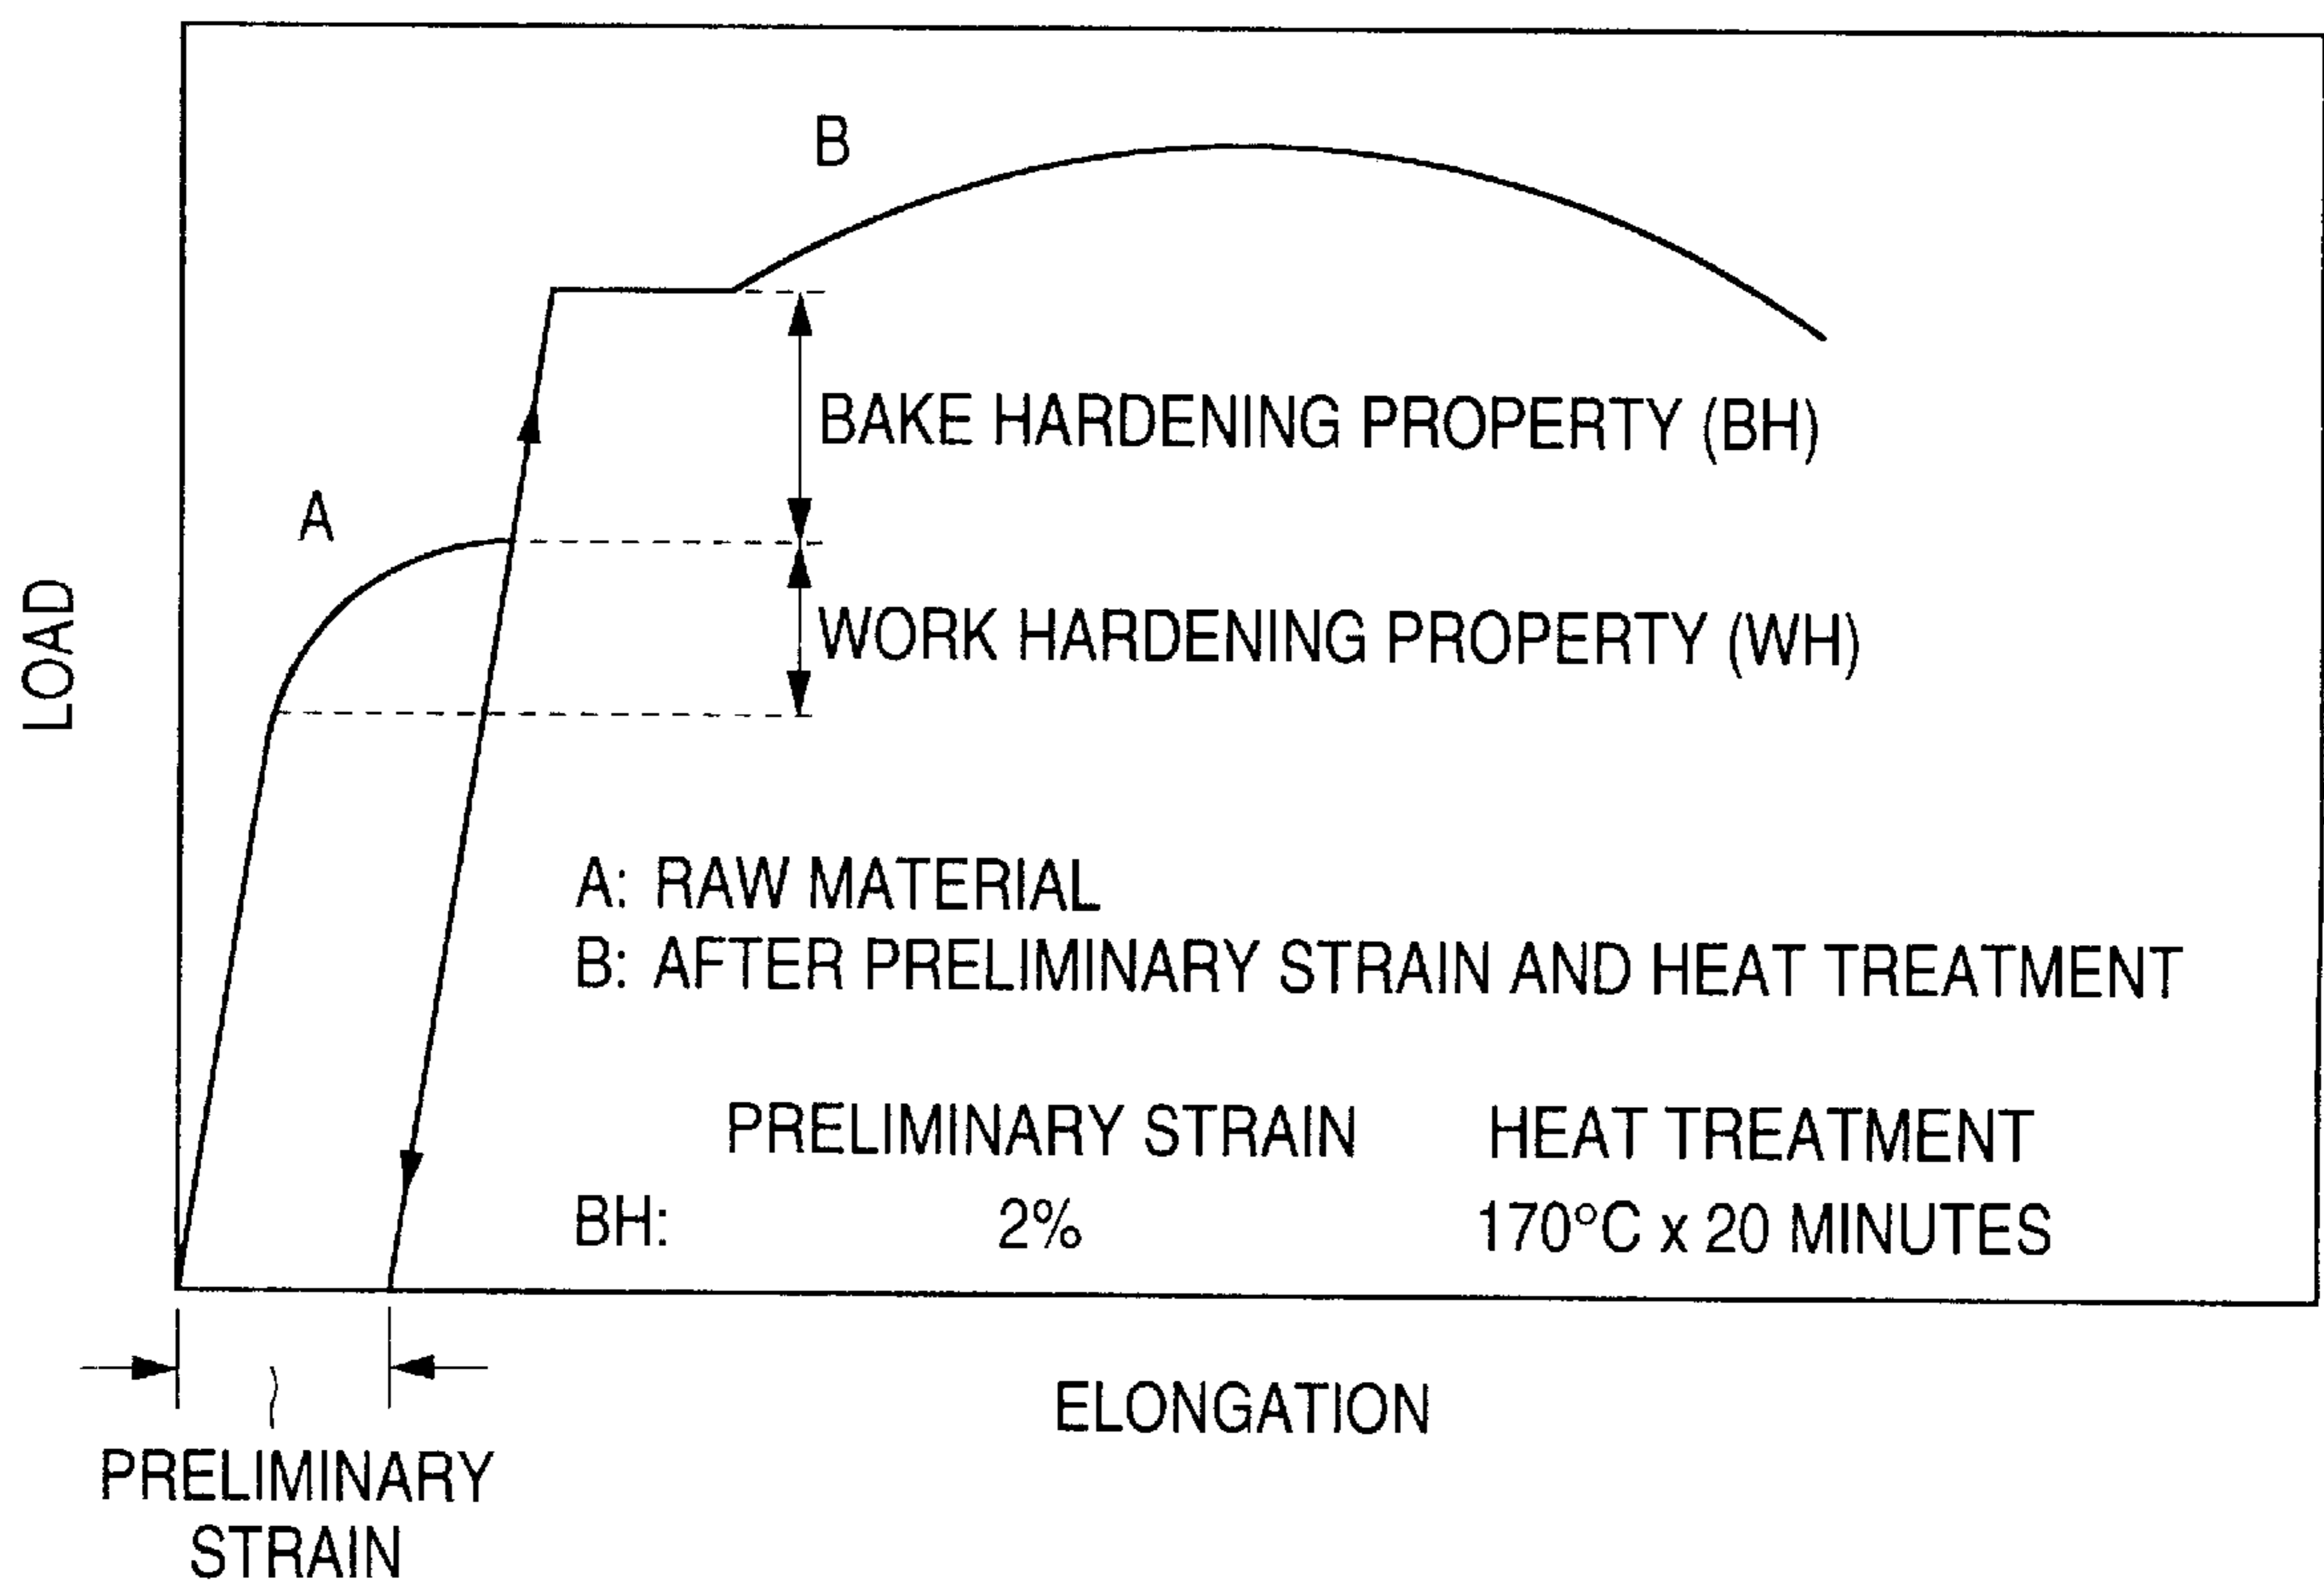 B
BAKE HARDENING PROPERTY (BH)
A
WORK HARDENING PROPERTY (WH)
LOAD
A: RAW MATERIAL
B: AFTER PRELIMINARY STRAIN AND HEAT TREATMENT
PRELIMINARY STRAIN HEAT TREATMENT
BH: 2% 170°C x 20 MINUTES
ELONGATION
PRELIMINARY
STRAIN